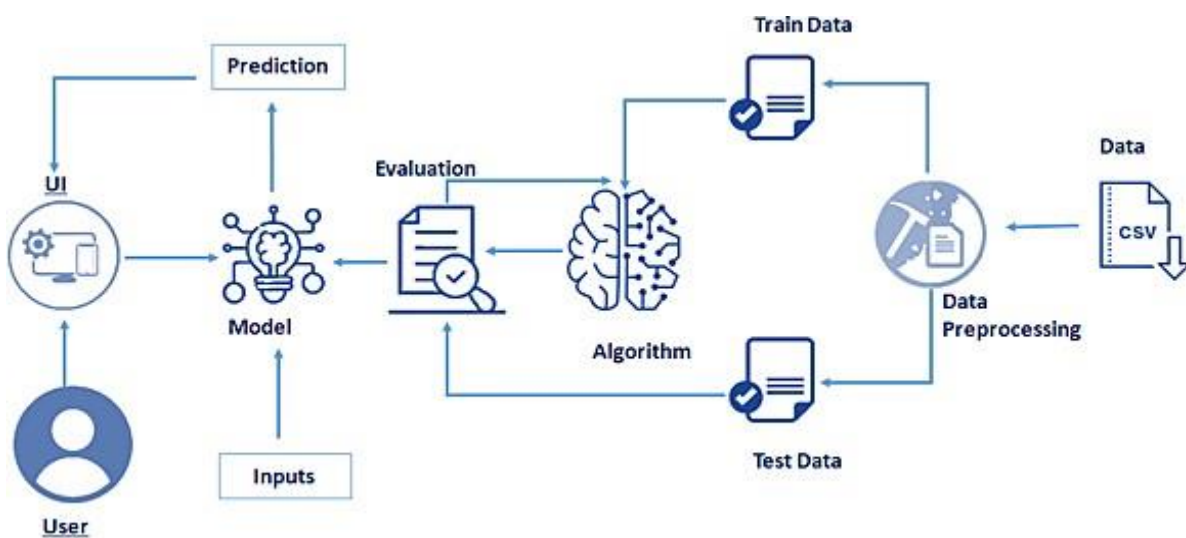 Train Data
Prediction
Data
Evaluation
UI
CSV
Model
Data
Preprocessing
Algorithm
Test Data
Inputs
User